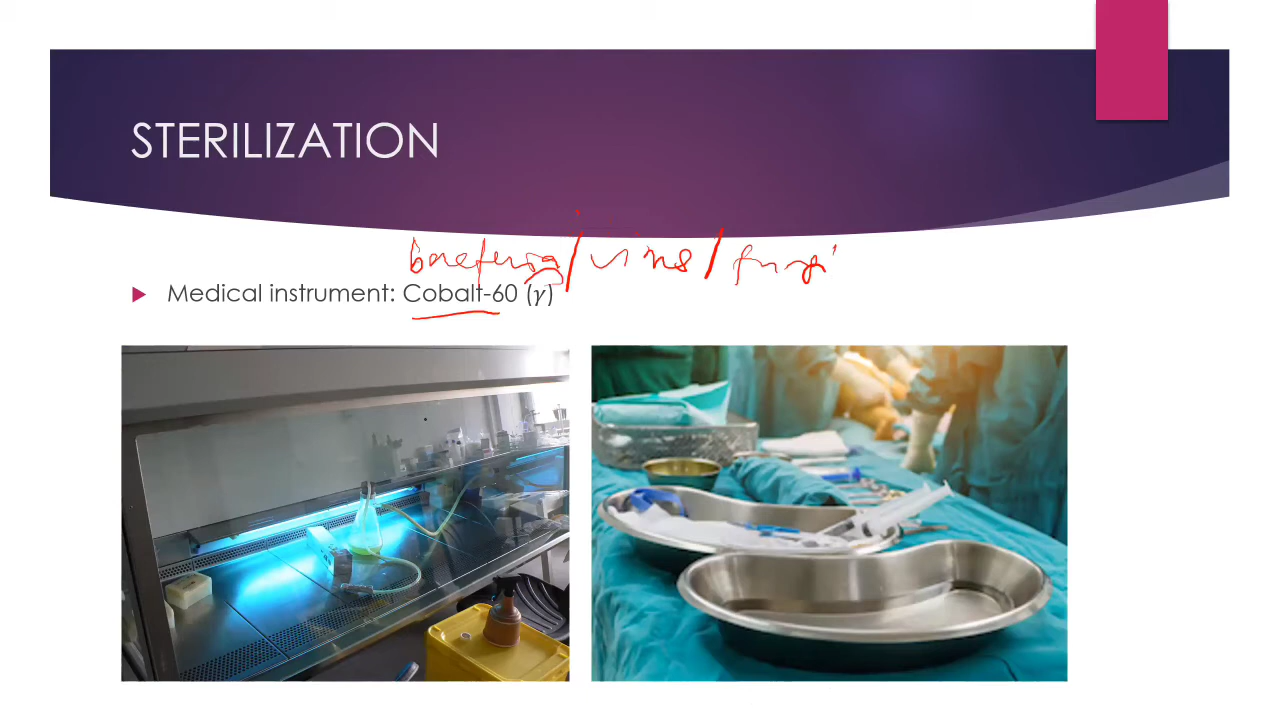 STERILIZATION
bacteria/virus/fungi
Medical instrument: Cobalt-60 (γ)